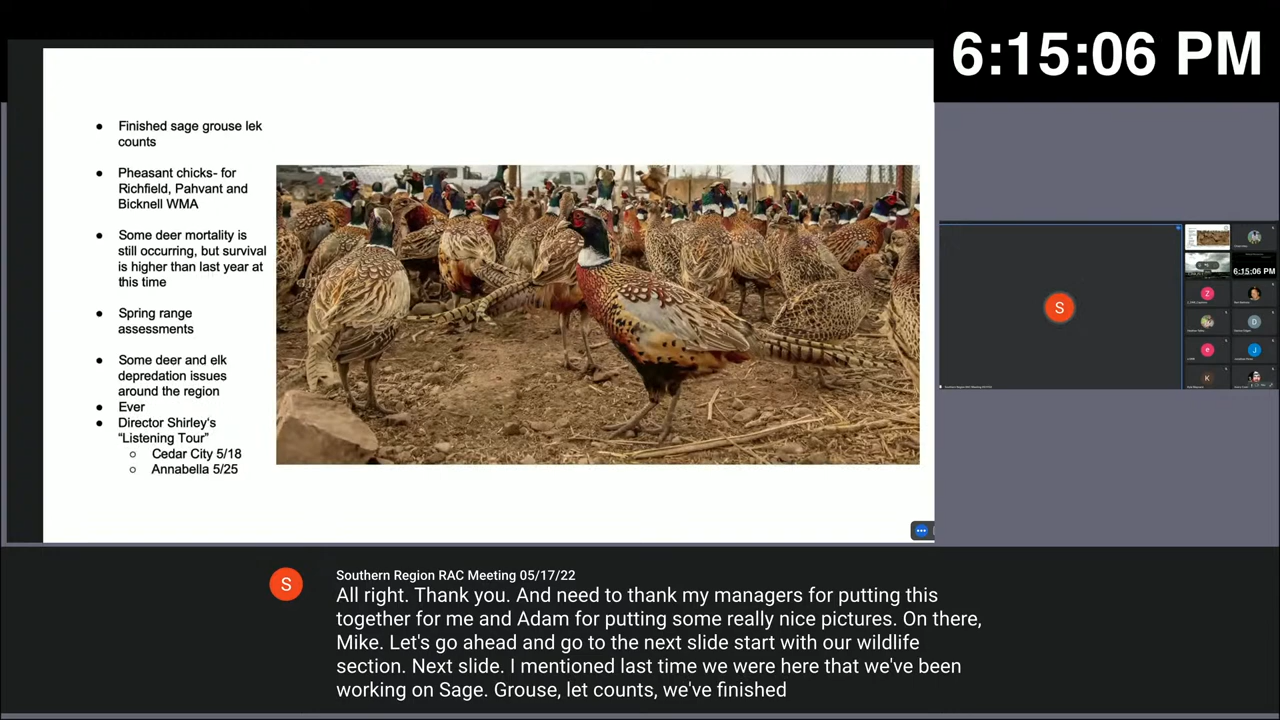 6:15:06 PM
● Finished sage grouse lek
counts
● Pheasant chicks- for
Richfield, Pahvant and
Bicknell WMA
● Some deer mortality is
still occurring, but survival
is higher than last year at
this time
● Spring range
assessments
● Some deer and elk
depredation issues
around the region
● Ever
● Director Shirley's
“Listening Tour”
○ Cedar City 5/18
○ Annabella 5/25
S
6:15:06 PM
Z
D
e
J
K
S
Southern Region RAC Meeting 05/17/22
All right. Thank you. And need to thank my managers for putting this
together for me and Adam for putting some really nice pictures. On there,
Mike. Let's go ahead and go to the next slide start with our wildlife
section. Next slide. I mentioned last time we were here that we've been
working on Sage. Grouse, let counts, we've finished